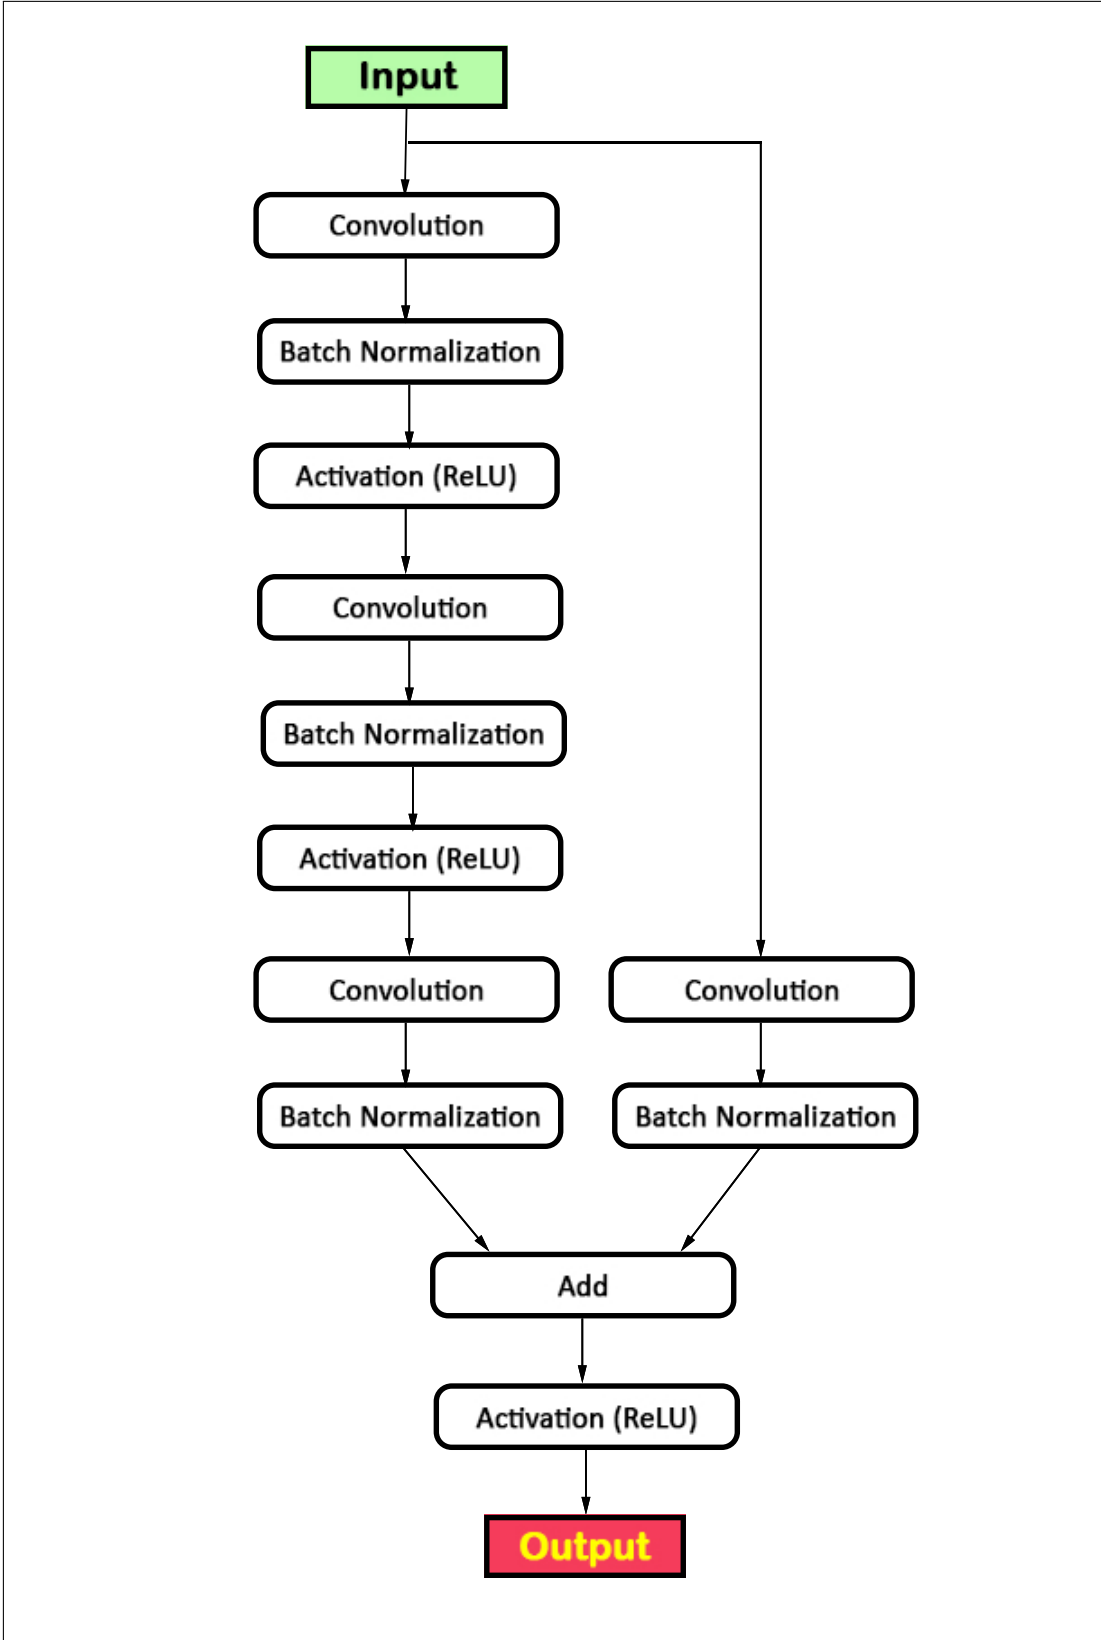 Input
Convolution
Batch Normalization
Activation (ReLU)
Convolution
Batch Normalization
Activation (ReLU)
Convolution
Convolution
Batch Normalization
Batch Normalization
Add
Activation (ReLU)
Output